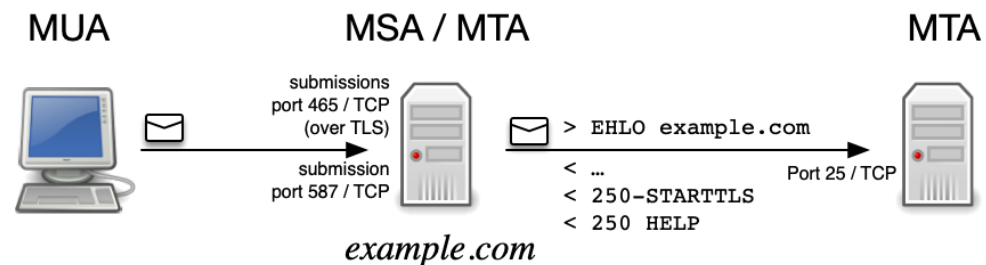 MUA
MSA / MTA
MTA
submissions
port 465 / TCP
(over TLS)
submission
port 587 / TCP
> EHLO example.com
< …
< 250-STARTTLS
< 250 HELP
Port 25 / TCP
example.com